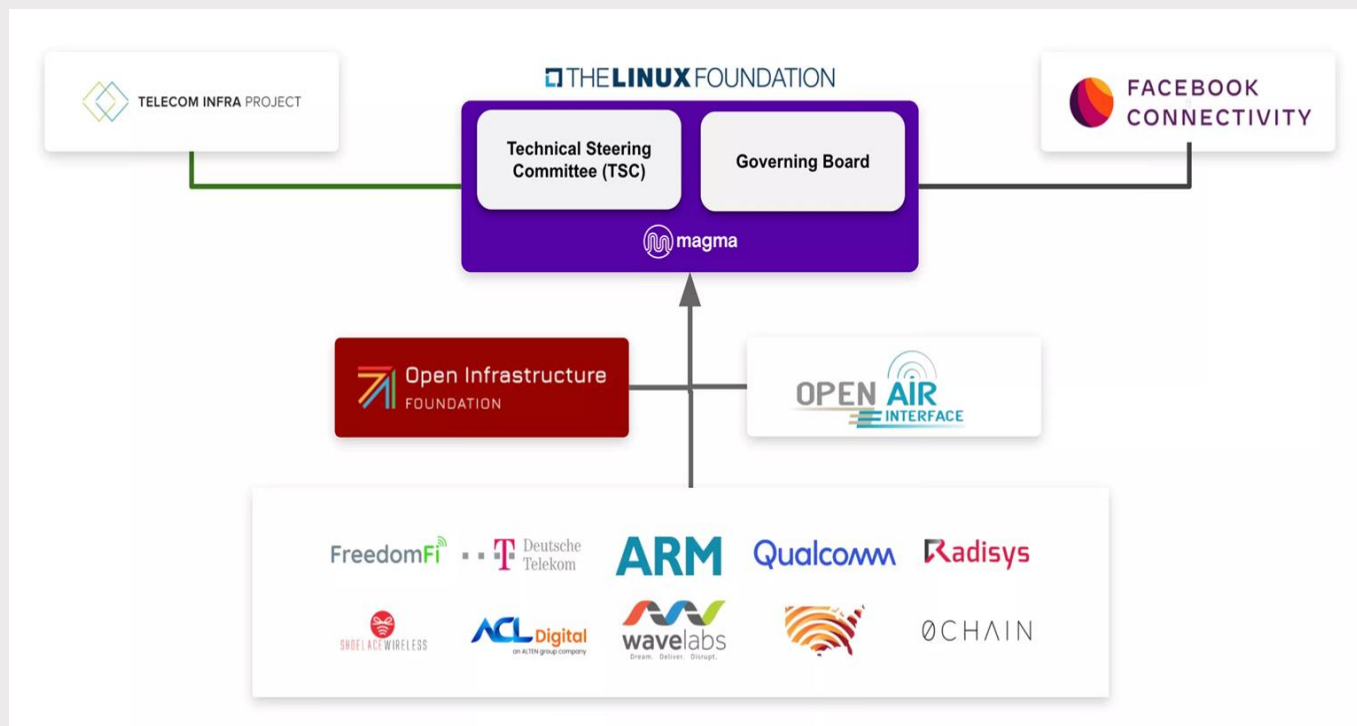 TELECOM INFRA PROJECT
THE LINUX FOUNDATION
FACEBOOK
CONNECTIVITY
Technical Steering
Committee (TSC)
Governing Board
magma
Open Infrastructure
FOUNDATION
OPEN AIR
INTERFACE
FreedomFi
T Deutsche
Telekom
ARM
Qualcomm
Radisys
SHOELACE WIRELESS
ACL Digital
an ALTEN group company
wavelabs
Dream. Deliver. Disrupt.
0CHAIN